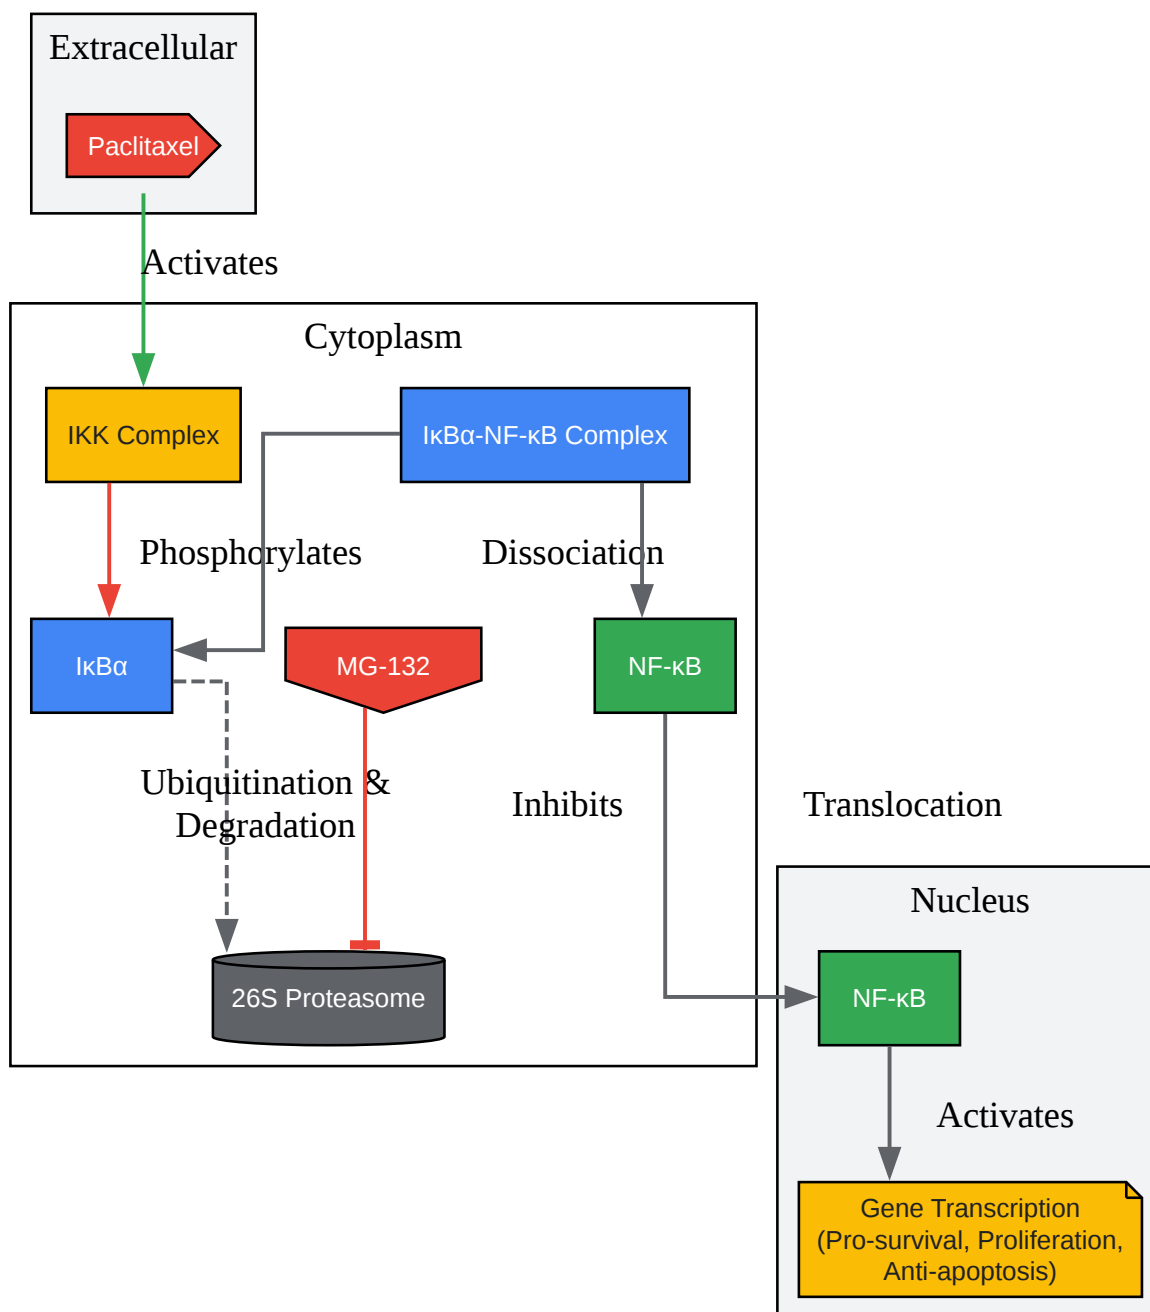 Extracellular
Paclitaxel
Activates
Cytoplasm
IKK Complex
IκBα-NF-κB Complex
Phosphorylates
Dissociation
IκBα
MG-132
NF-κB
Ubiquitination &
Degradation
Inhibits
Translocation
Nucleus
26S Proteasome
NF-κB
Activates
Gene Transcription
(Pro-survival, Proliferation,
Anti-apoptosis)